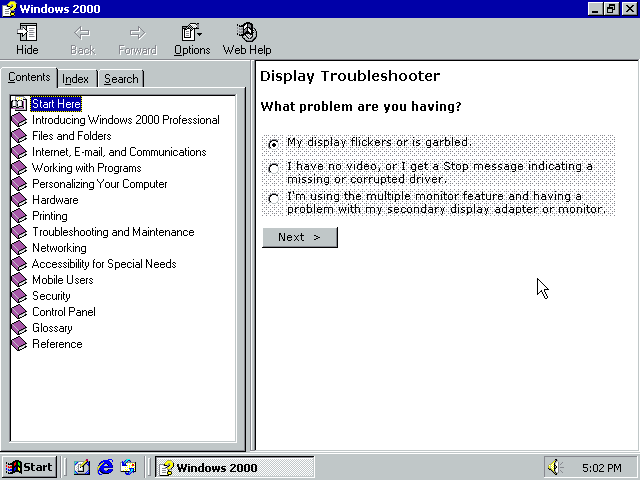 Windows 2000
Hide
Back
Forward
Options
Web Help
Contents
Index
Search
Start Here
Introducing Windows 2000 Professional
Files and Folders
Internet, E-mail, and Communications
Working with Programs
Personalizing Your Computer
Hardware
Printing
Troubleshooting and Maintenance
Networking
Accessibility for Special Needs
Mobile Users
Security
Control Panel
Glossary
Reference
Display Troubleshooter
What problem are you having?
My display flickers or is garbled.
I have no video, or I get a Stop message indicating a
missing or corrupted driver.
I'm using the multiple monitor feature and having a
problem with my secondary display adapter or monitor.
Next >
Start
Windows 2000
5:02 PM